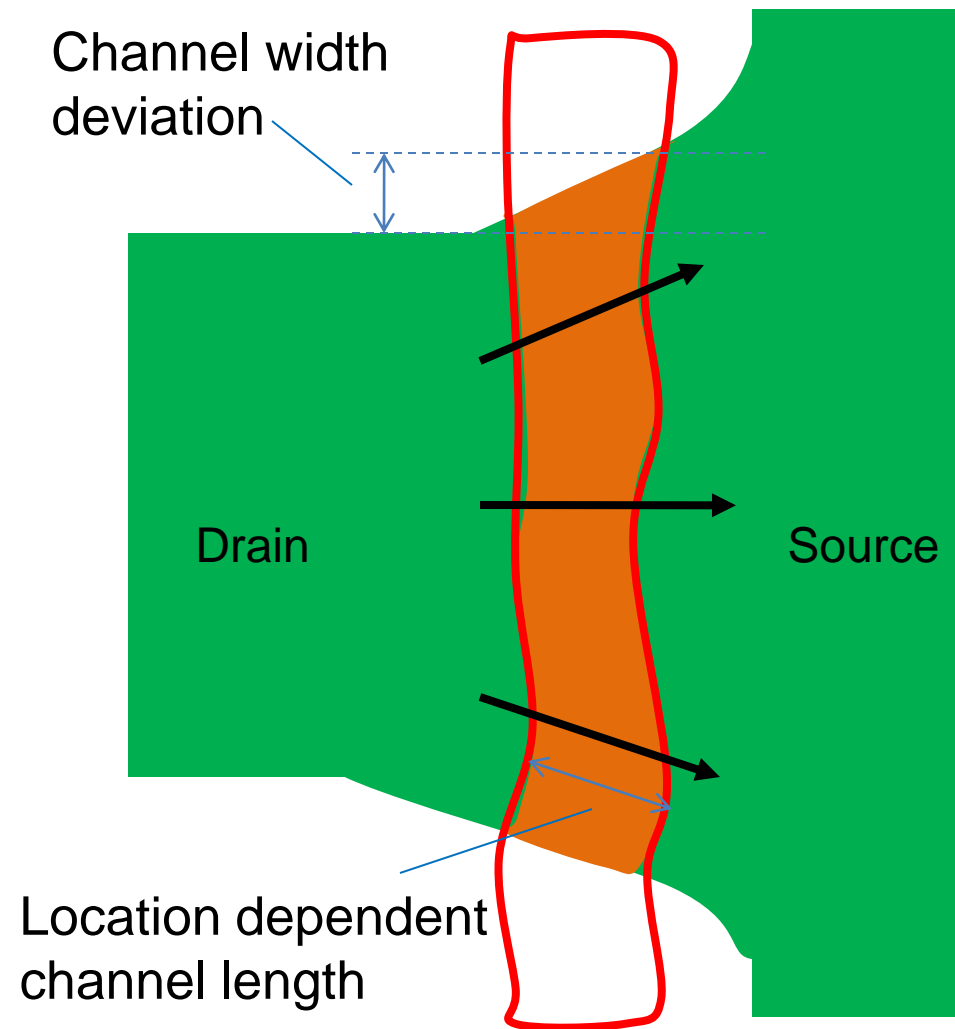 Channel width
deviation
Drain
Source
Location dependent
channel length